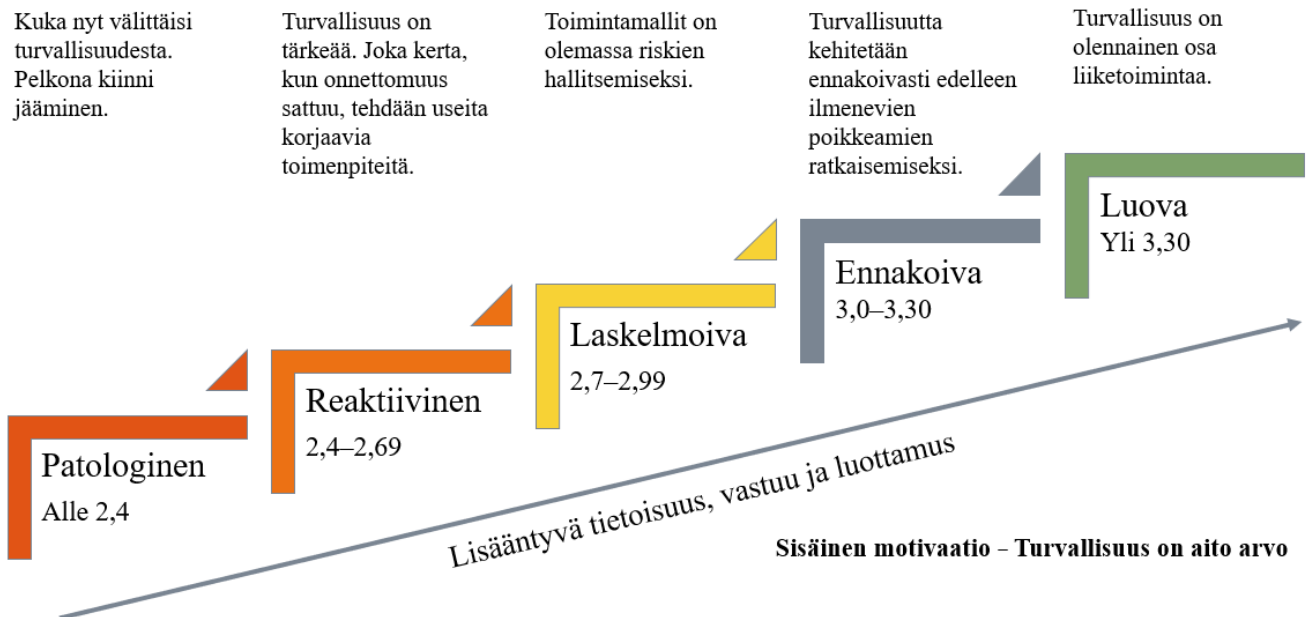 Kuka nyt välittäisi
turvallisuudesta.
Pelkona kiinni
jääminen.
Turvallisuus on
tärkeää. Joka kerta,
kun onnettomuus
sattuu, tehdään useita
korjaavia
toimenpiteitä.
Toimintamallit on
olemassa riskien
hallitsemiseksi.
Turvallisuutta
kehitetään
ennakoivasti edelleen
ilmenevien
poikkeamien
ratkaisemiseksi.
Turvallisuus on
olennainen osa
liiketoimintaa.
Patologinen
Alle 2,4
Reaktiivinen
2,4–2,69
Laskelmoiva
2,7–2,99
Ennakoiva
3,0–3,30
Luova
Yli 3,30
Lisääntyvä tietoisuus, vastuu ja luottamus
Sisäinen motivaatio – Turvallisuus on aito arvo